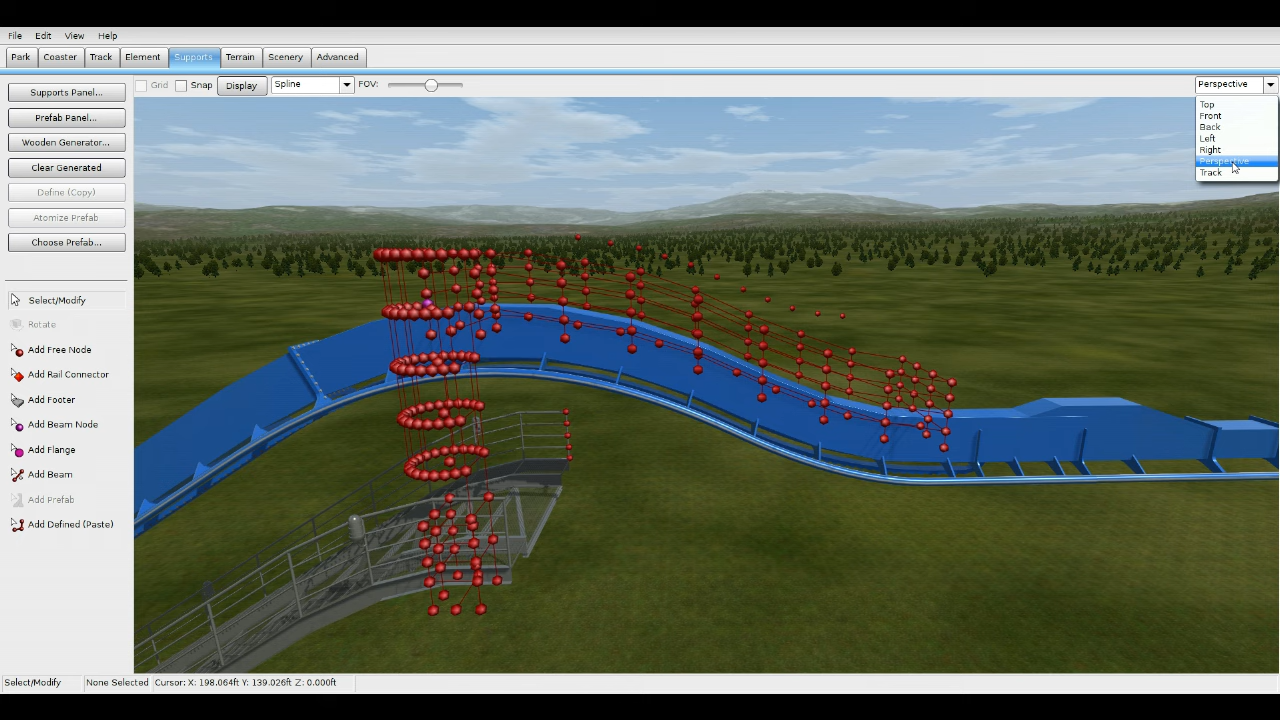 File Edit View Help
Park Coaster Track Element Supports Terrain Scenery Advanced
Grid Snap Display Spline FOV: Perspective
Supports Panel...
Prefab Panel...
Wooden Generator...
Clear Generated
Define (Copy)
Atomize Prefab
Choose Prefab...
Select/Modify
Rotate
Add Free Node
Add Rail Connector
Add Footer
Add Beam Node
Add Flange
Add Beam
Add Prefab
Add Defined (Paste)
Top
Front
Back
Left
Right
Perspective
Track
Select/Modify None Selected Cursor: X: 198.064ft Y: 139.026ft Z: 0.000ft